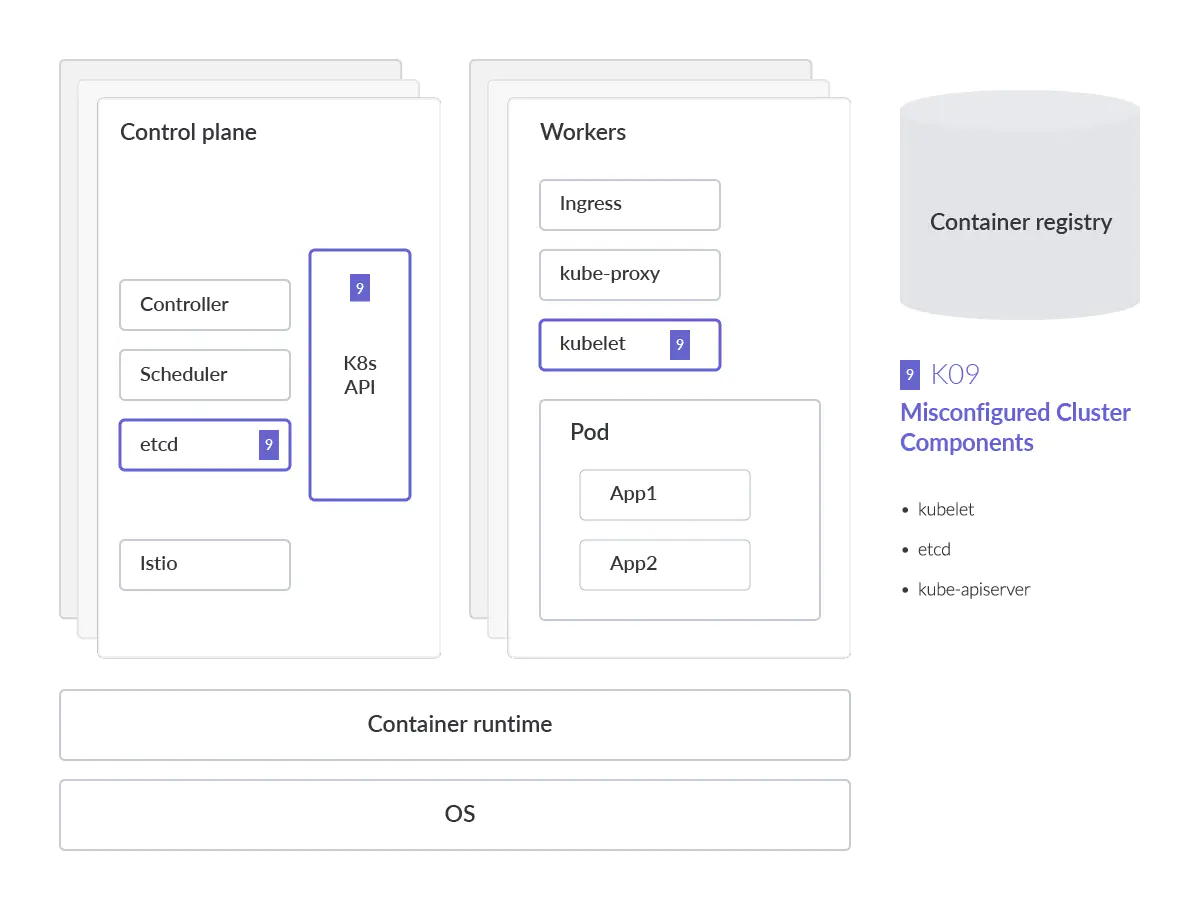 Control plane
Controller
Scheduler
etcd 9
9
K8s
API
Istio
Workers
Ingress
kube-proxy
kubelet 9
Pod
App1
App2
Container runtime
OS
Container registry
9 K09
Misconfigured Cluster
Components
• kubelet
• etcd
• kube-apiserver